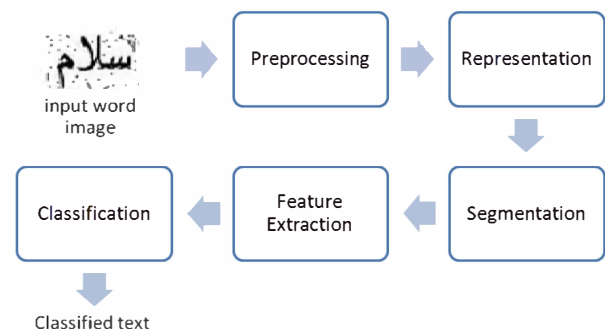 سلام
input word
image
Preprocessing
Representation
Segmentation
Feature
Extraction
Classification
Classified text